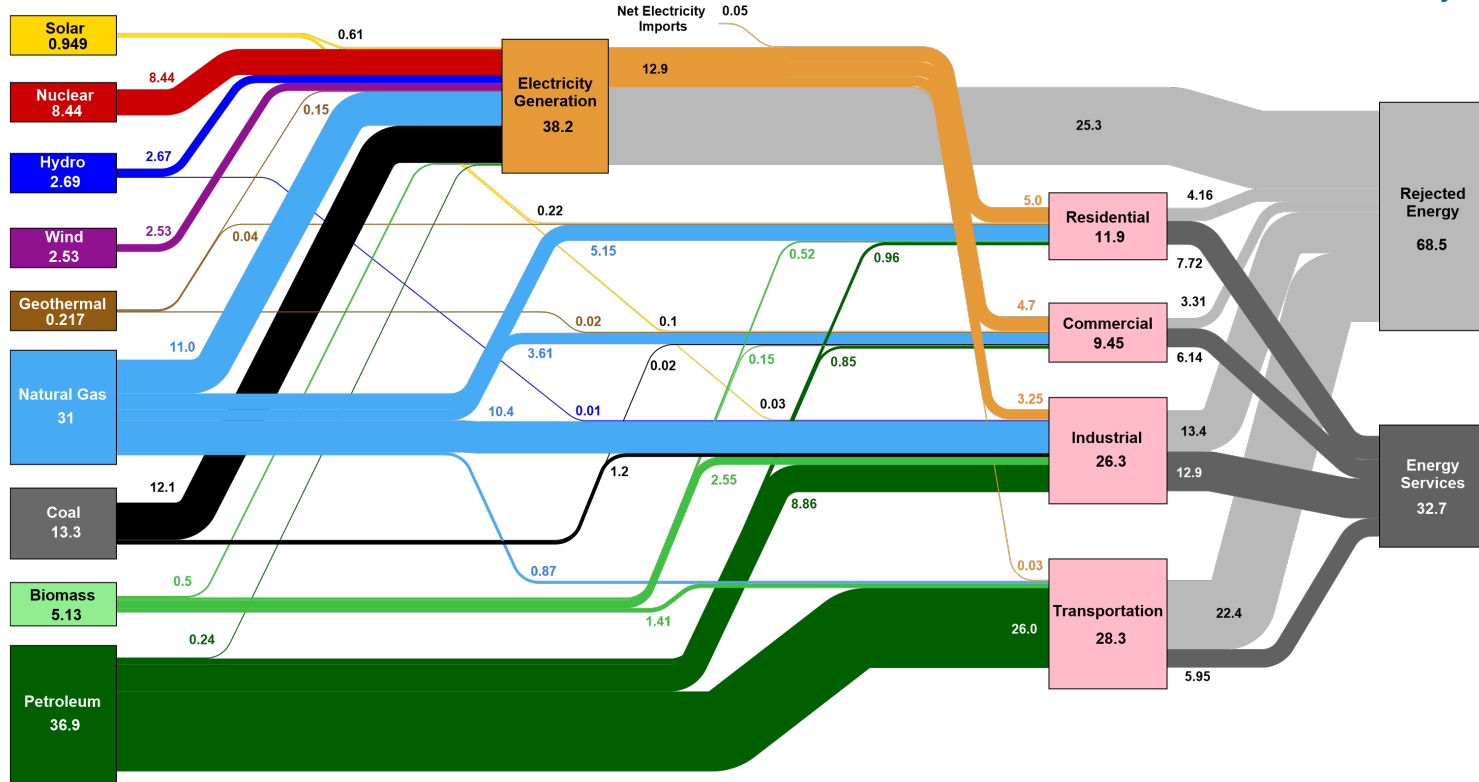 Net Electricity
Imports
0.05
Solar
0.949
0.61
Nuclear
8.44
8.44
Hydro
2.69
2.67
Wind
2.53
2.53
Geothermal
0.217
0.15
0.04
0.02
Natural Gas
31
11.0
5.15
3.61
10.4
0.87
Coal
13.3
12.1
0.02
1.2
Biomass
5.13
0.5
0.52
0.15
2.55
1.41
Petroleum
36.9
0.24
0.96
0.85
8.86
26.0
0.22
0.1
0.03
0.01
Electricity
Generation
38.2
12.9
25.3
5.0
4.7
3.25
0.03
Residential
11.9
4.16
7.72
Commercial
9.45
3.31
6.14
Industrial
26.3
13.4
12.9
Transportation
28.3
22.4
5.95
Rejected
Energy
68.5
Energy
Services
32.7